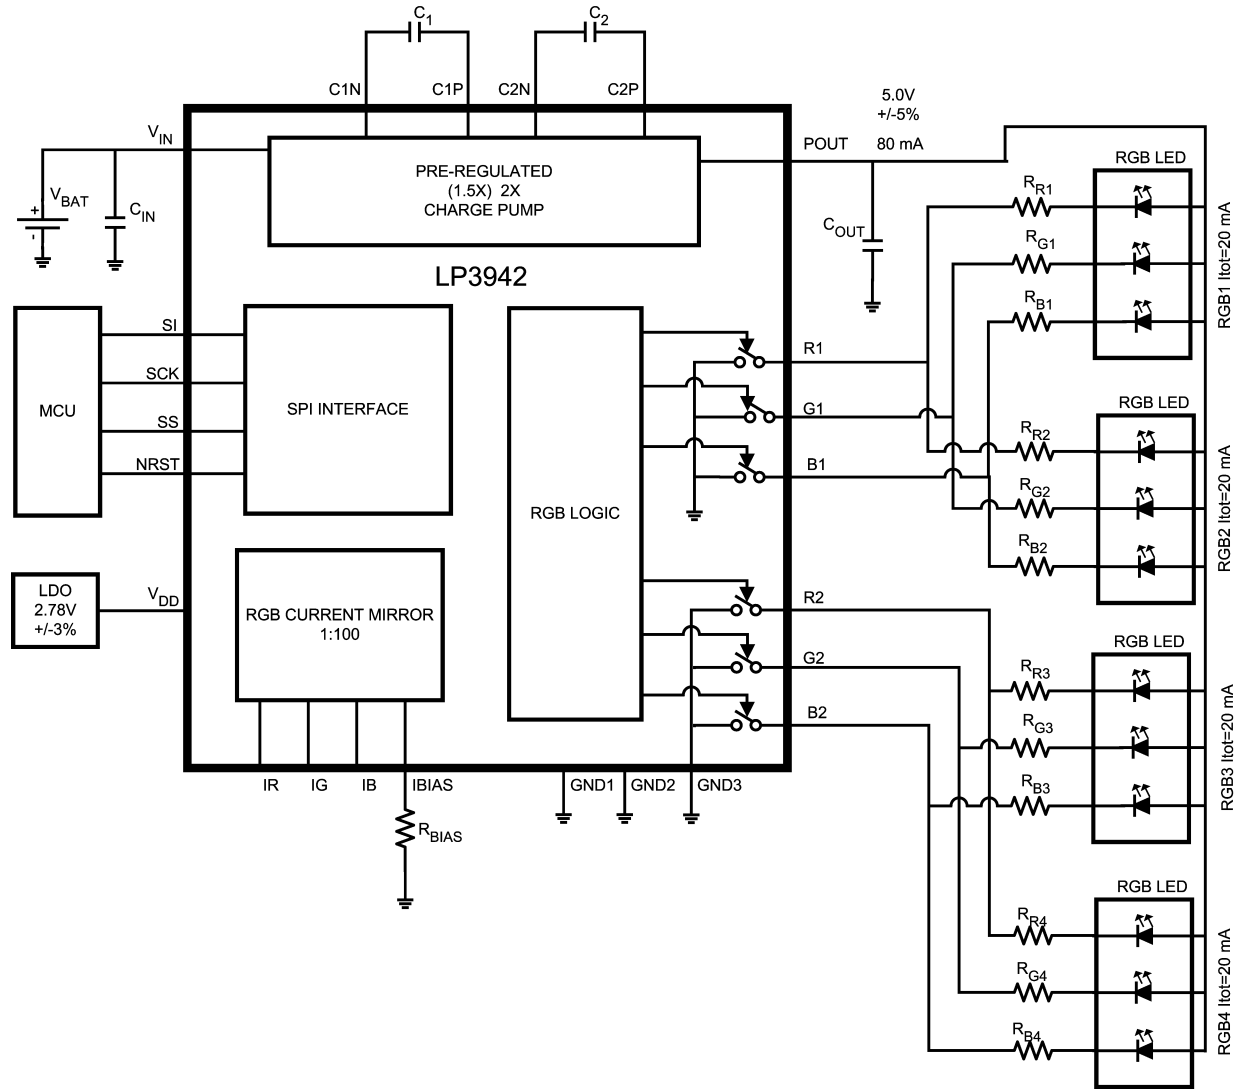 C1
C2
C1N
C1P
C2N
C2P
5.0V
+/-5%
80 mA
VIN
POUT
PRE-REGULATED
(1.5X) 2X
CHARGE PUMP
VBAT
+
-
CIN
COUT
LP3942
RGB LED
RR1
RG1
RB1
RGB1 Itot=20 mA
MCU
SI
SCK
SS
NRST
SPI INTERFACE
RGB LOGIC
R1
G1
B1
RGB LED
RR2
RG2
RB2
RGB2 Itot=20 mA
LDO
2.78V
+/-3%
VDD
RGB CURRENT MIRROR
1:100
R2
G2
B2
RGB LED
RR3
RG3
RB3
RGB3 Itot=20 mA
IR
IG
IB
IBIAS
GND1
GND2
GND3
RBIAS
RGB LED
RR4
RG4
RB4
RGB4 Itot=20 mA